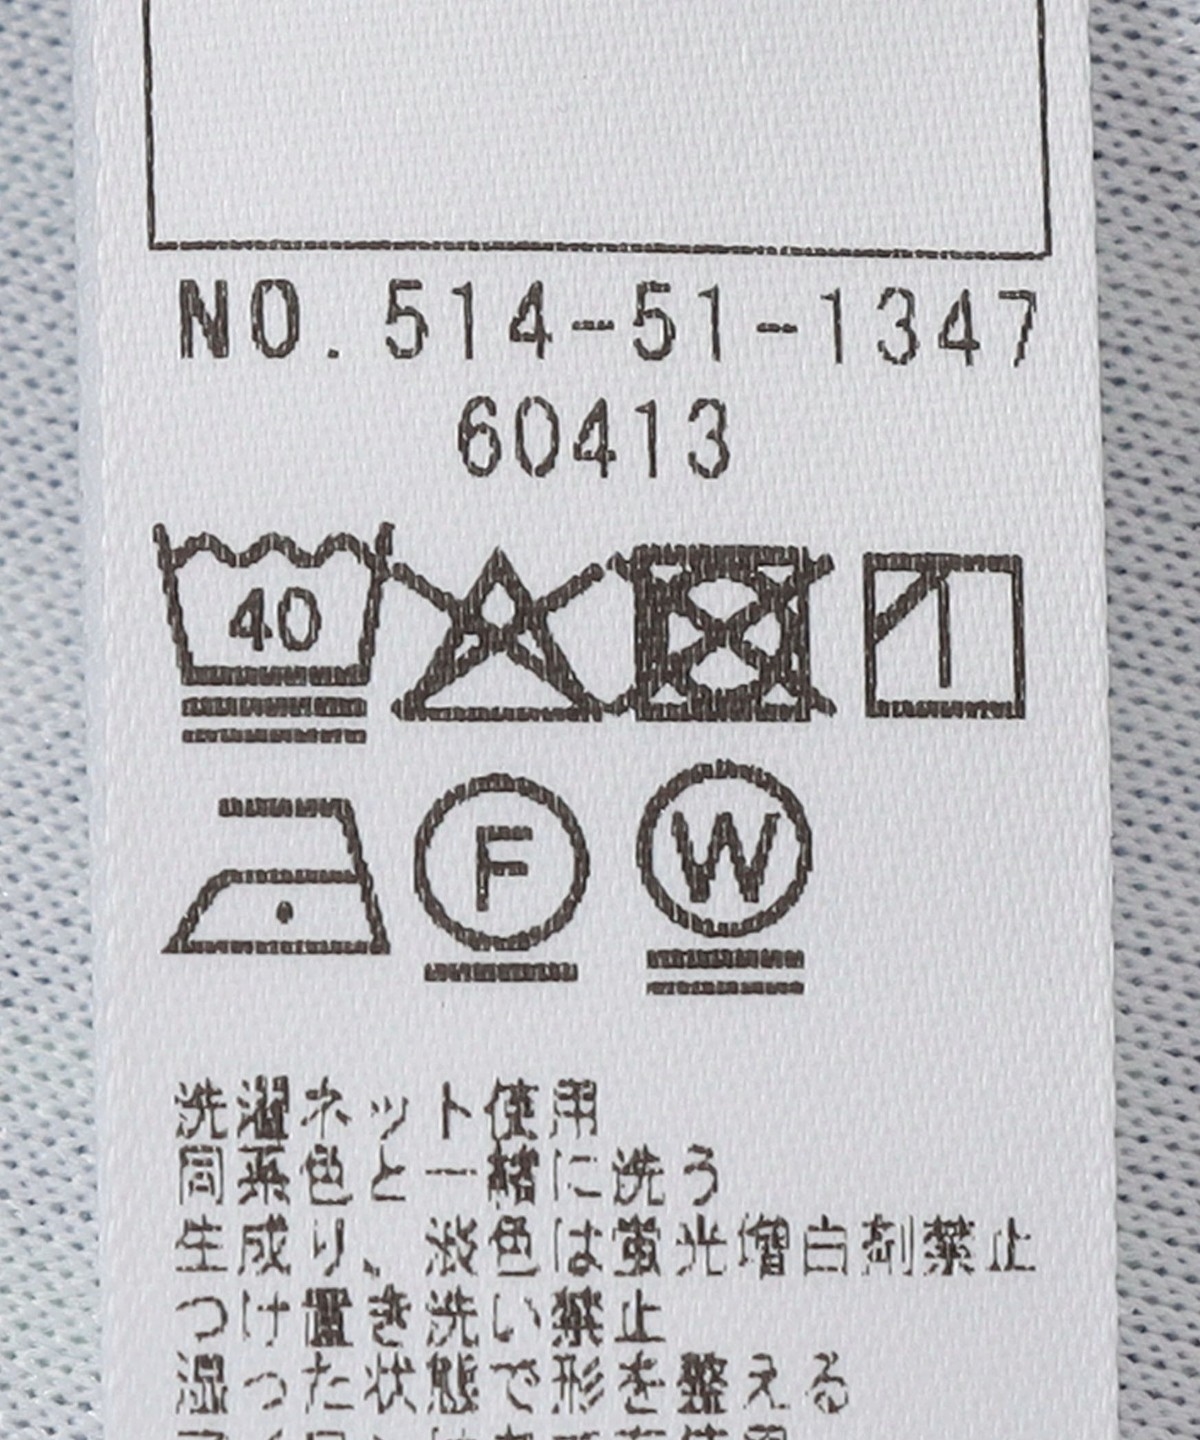 NO.514-51-1347
60413
40
F W
洗濯ネット使用
同系色と一緒に洗う
生成り、淡色は蛍光増白剤禁止
つけ置き洗い禁止
湿った状態で形を整える